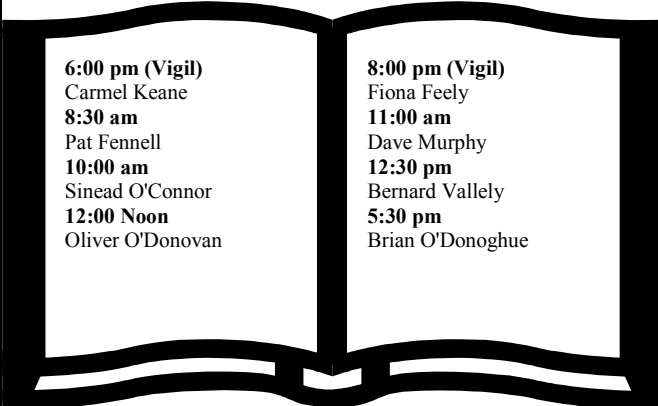 6:00 pm (Vigil)
Carmel Keane
8:30 am
Pat Fennell
10:00 am
Sinead O'Connor
12:00 Noon
Oliver O'Donovan
8:00 pm (Vigil)
Fiona Feely
11:00 am
Dave Murphy
12:30 pm
Bernard Vallely
5:30 pm
Brian O'Donoghue